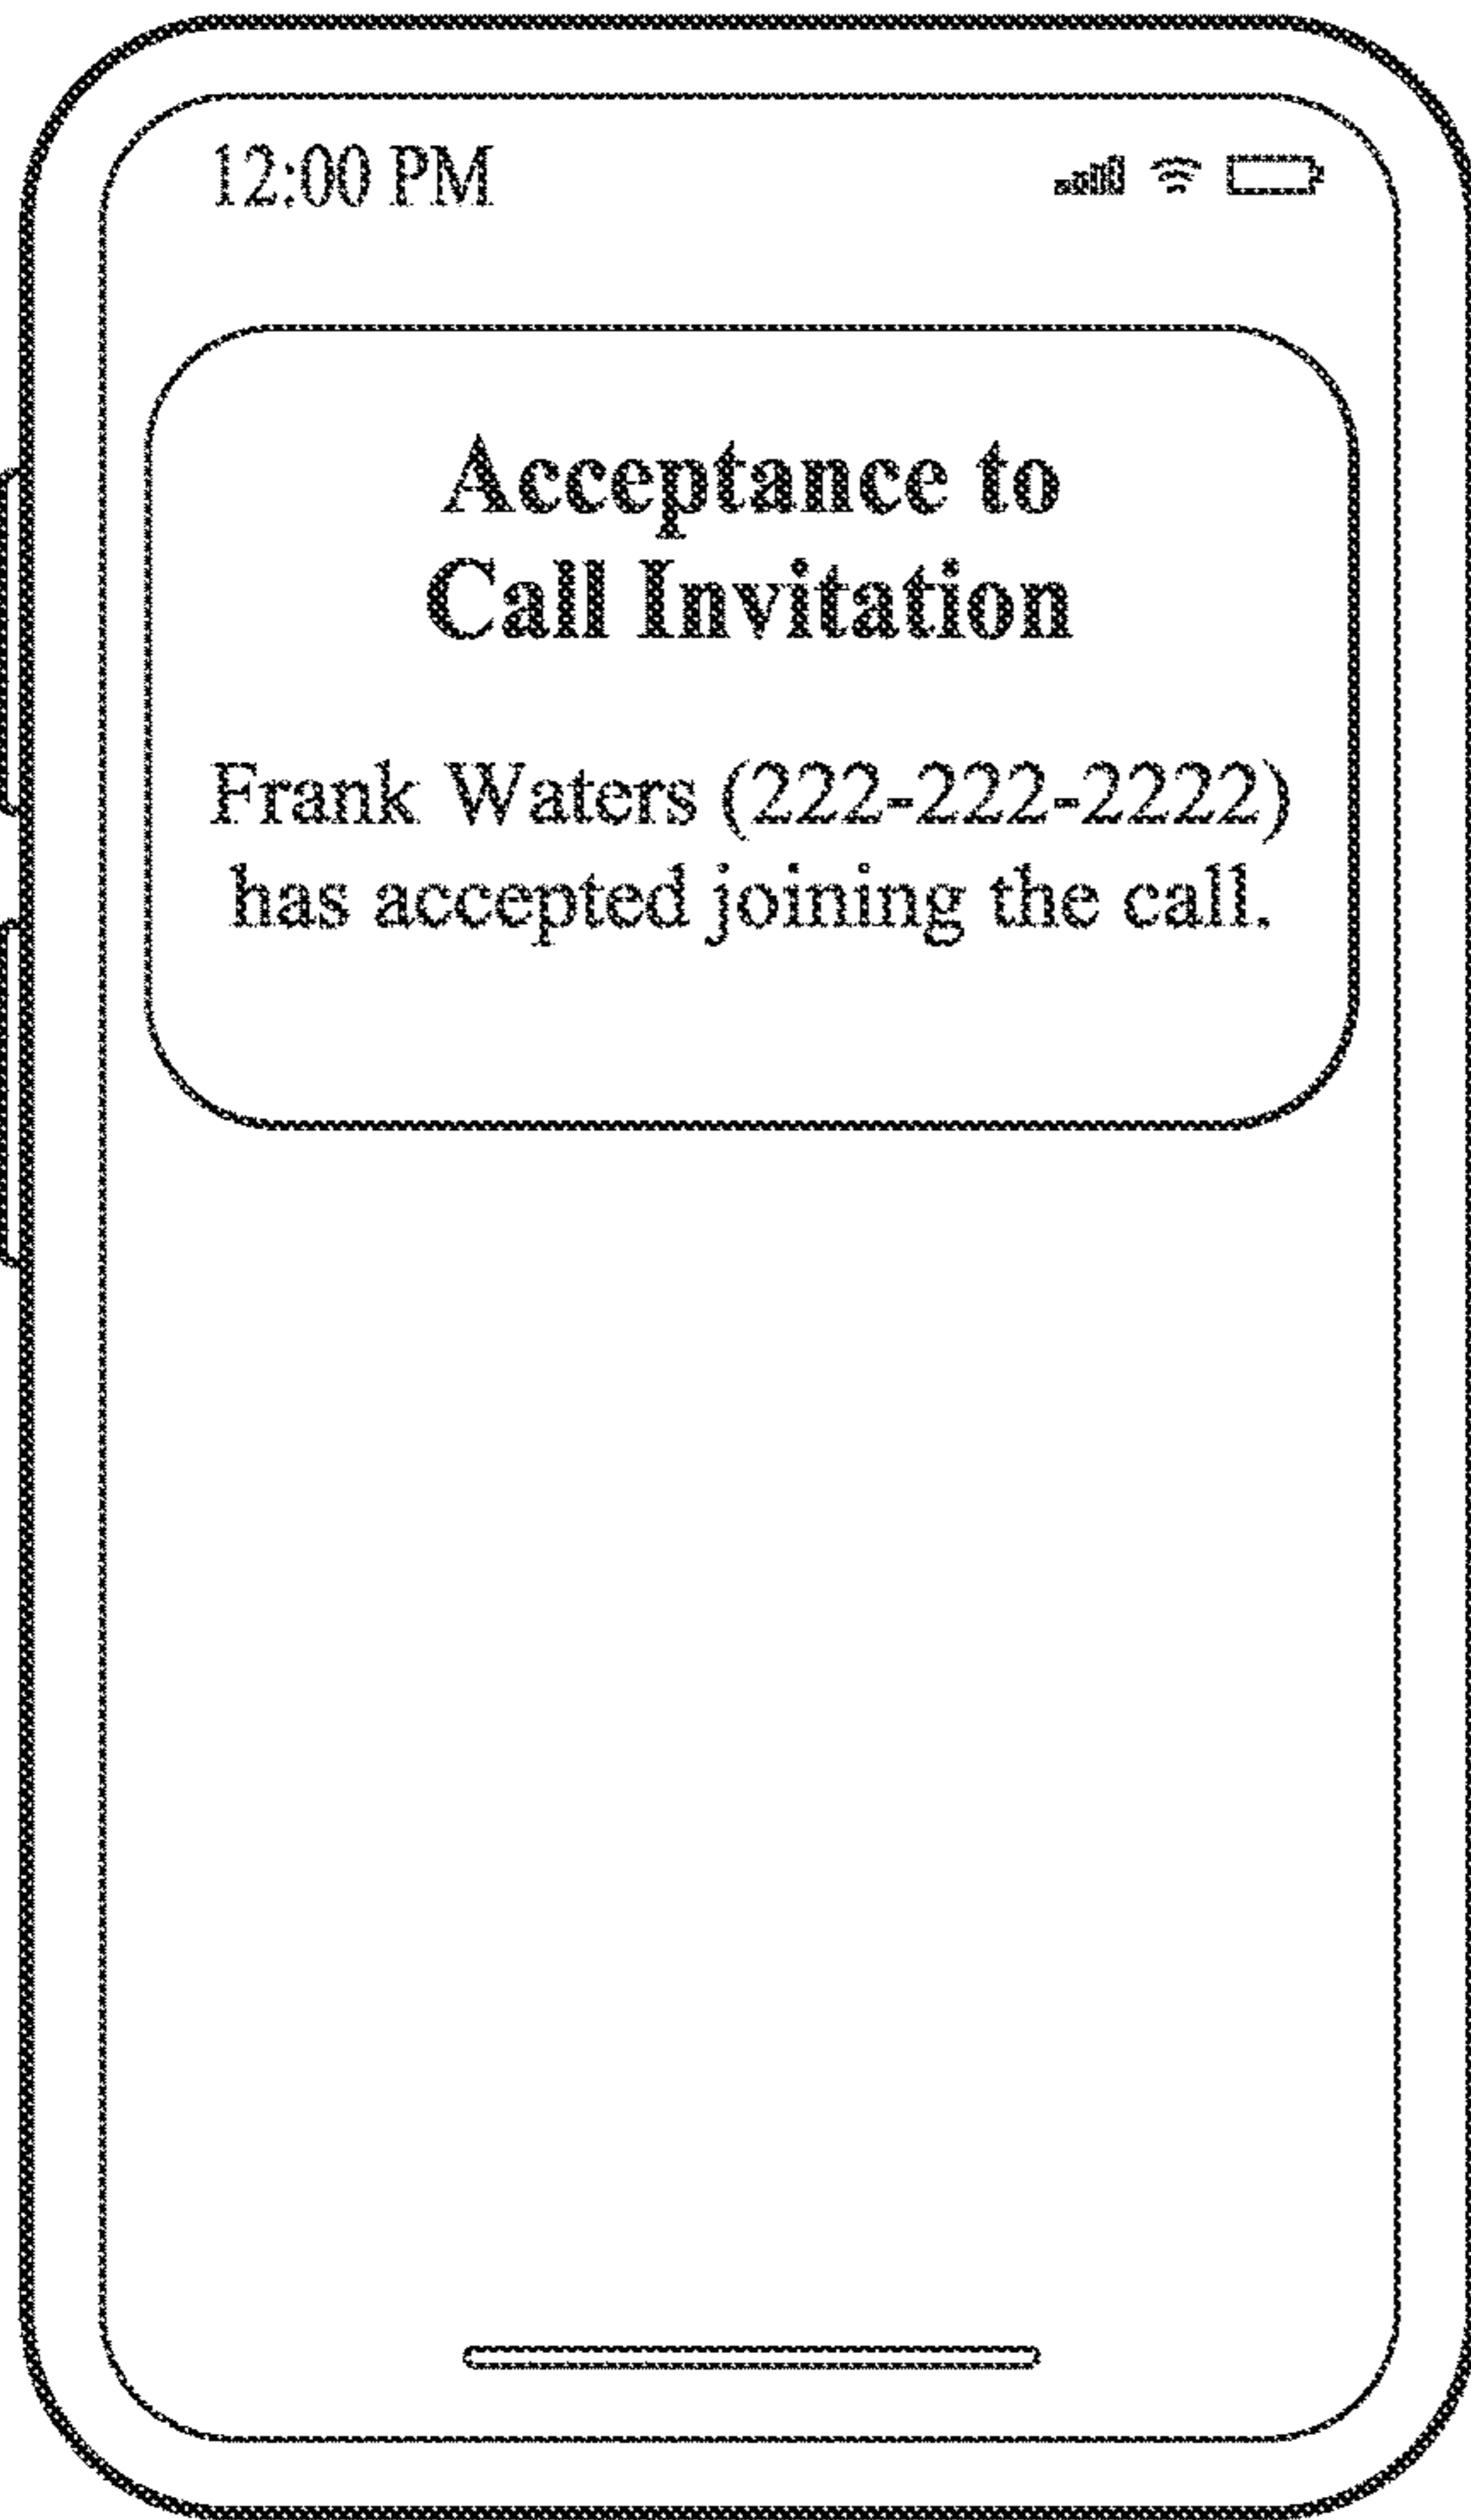 12:00 PM
Acceptance to
Call Invitation
Frank Waters (222-222-2222)
has accepted joining the call.